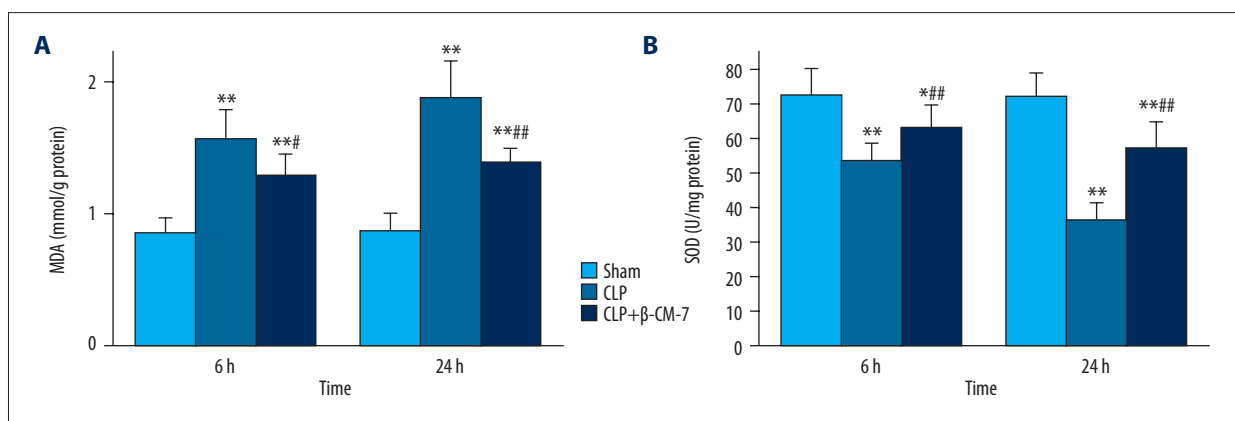 A
MDA (mmol/g protein)
2
1
0
**
**#
**
**##
6 h
24 h
Time
Sham
CLP
CLP+β-CM-7
B
SOD (U/mg protein)
80
70
60
50
40
30
20
10
0
**
*##
**
**##
6 h
24 h
Time